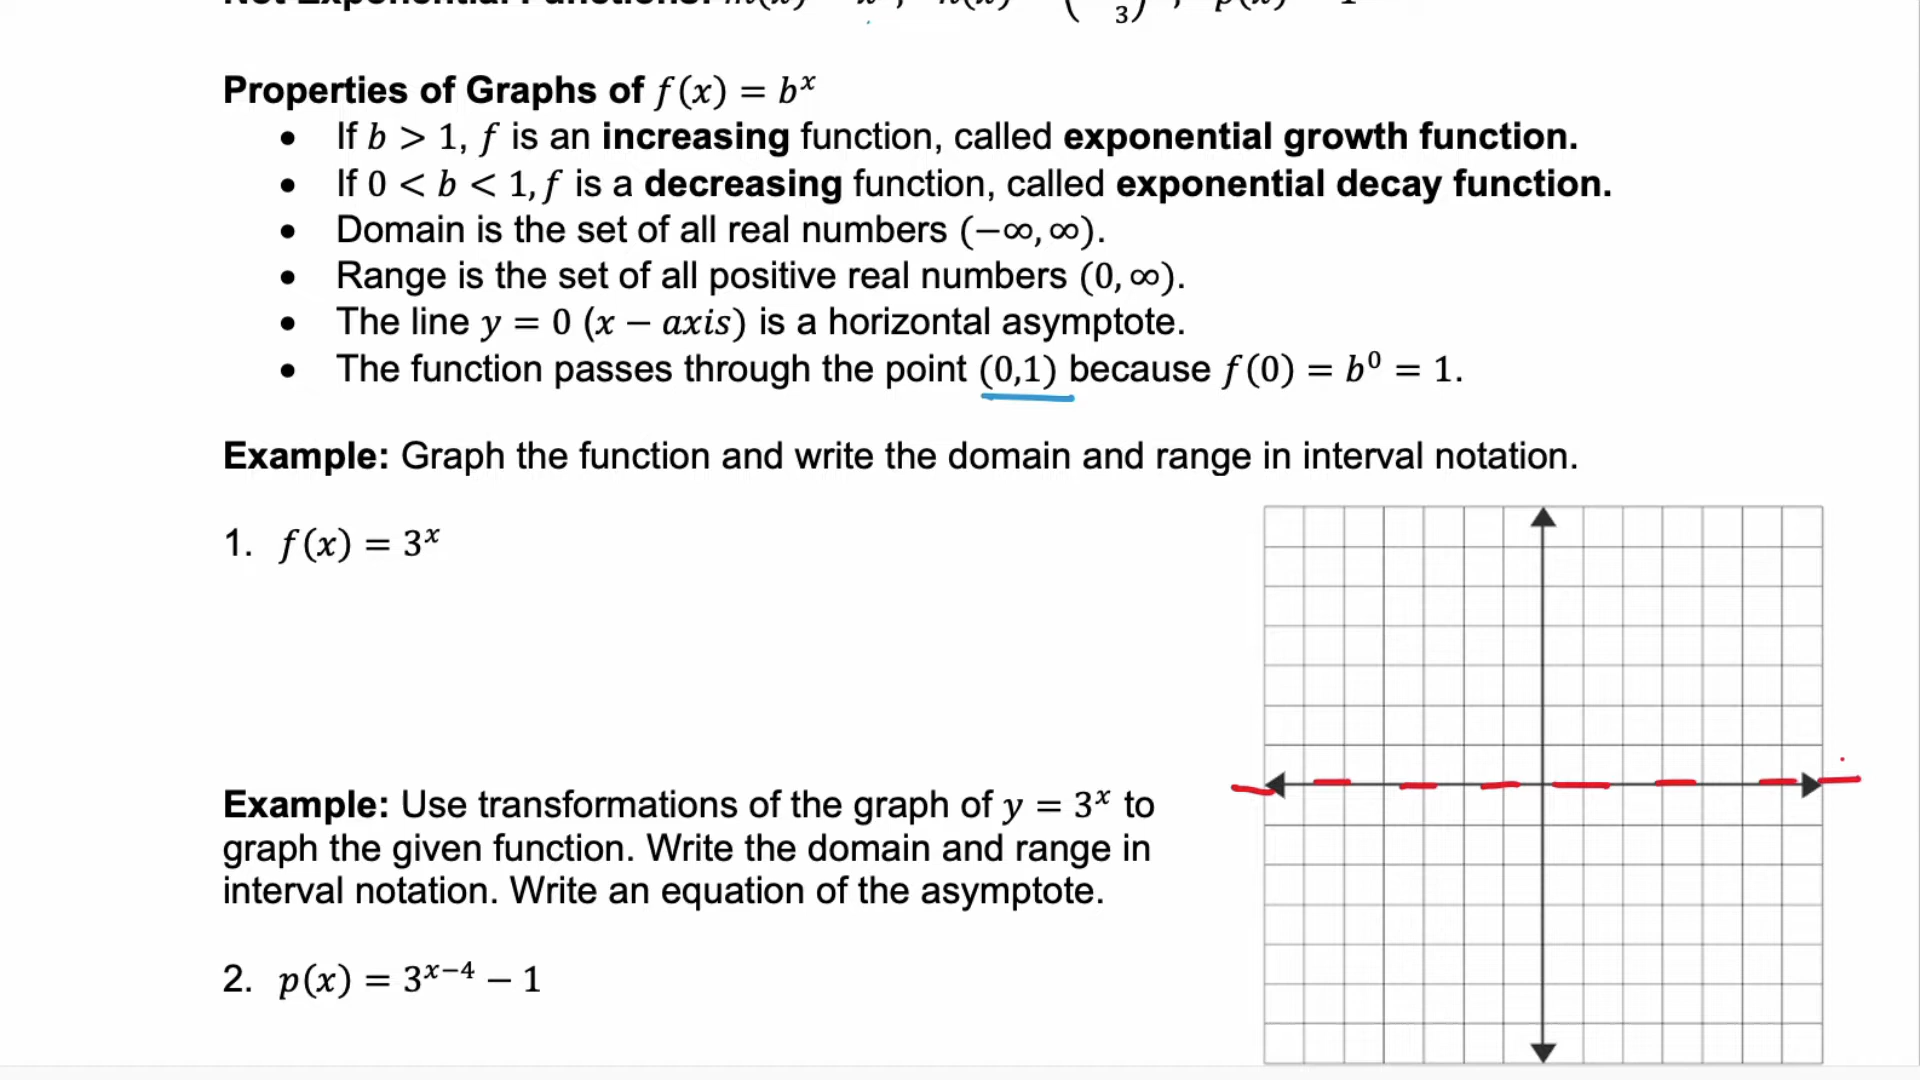 Properties of Graphs of f(x) = bˣ
• If b > 1, f is an increasing function, called exponential growth function.
• If 0 < b < 1, f is a decreasing function, called exponential decay function.
• Domain is the set of all real numbers (−∞, ∞).
• Range is the set of all positive real numbers (0, ∞).
• The line y = 0 (x − axis) is a horizontal asymptote.
• The function passes through the point (0,1) because f(0) = b⁰ = 1.
Example: Graph the function and write the domain and range in interval notation.
1. f(x) = 3ˣ
Example: Use transformations of the graph of y = 3ˣ to
graph the given function. Write the domain and range in
interval notation. Write an equation of the asymptote.
2. p(x) = 3ˣ⁻⁴ − 1